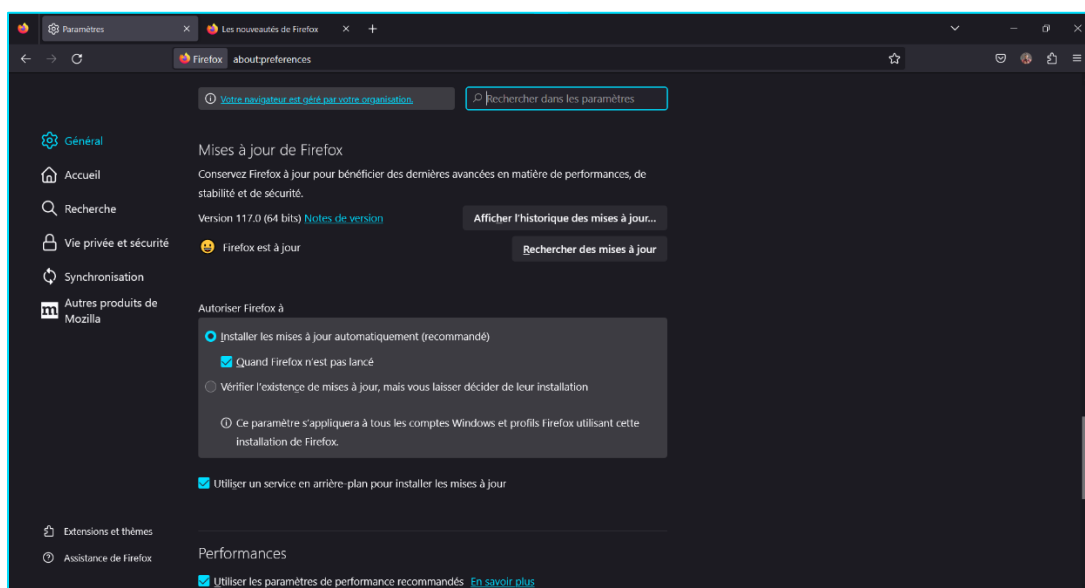 Paramètres
Les nouveautés de Firefox
Firefox about:preferences
Votre navigateur est géré par votre organisation.
Rechercher dans les paramètres
Général
Accueil
Recherche
Vie privée et sécurité
Synchronisation
Autres produits de
Mozilla
Extensions et thèmes
Assistance de Firefox
Mises à jour de Firefox
Conservez Firefox à jour pour bénéficier des dernières avancées en matière de performances, de
stabilité et de sécurité.
Version 117.0 (64 bits) Notes de version
Afficher l'historique des mises à jour...
Firefox est à jour
Rechercher des mises à jour
Autoriser Firefox à
Installer les mises à jour automatiquement (recommandé)
Quand Firefox n'est pas lancé
Vérifier l'existence de mises à jour, mais vous laisser décider de leur installation
Ce paramètre s'appliquera à tous les comptes Windows et profils Firefox utilisant cette
installation de Firefox.
Utiliser un service en arrière-plan pour installer les mises à jour
Performances
Utiliser les paramètres de performance recommandés En savoir plus